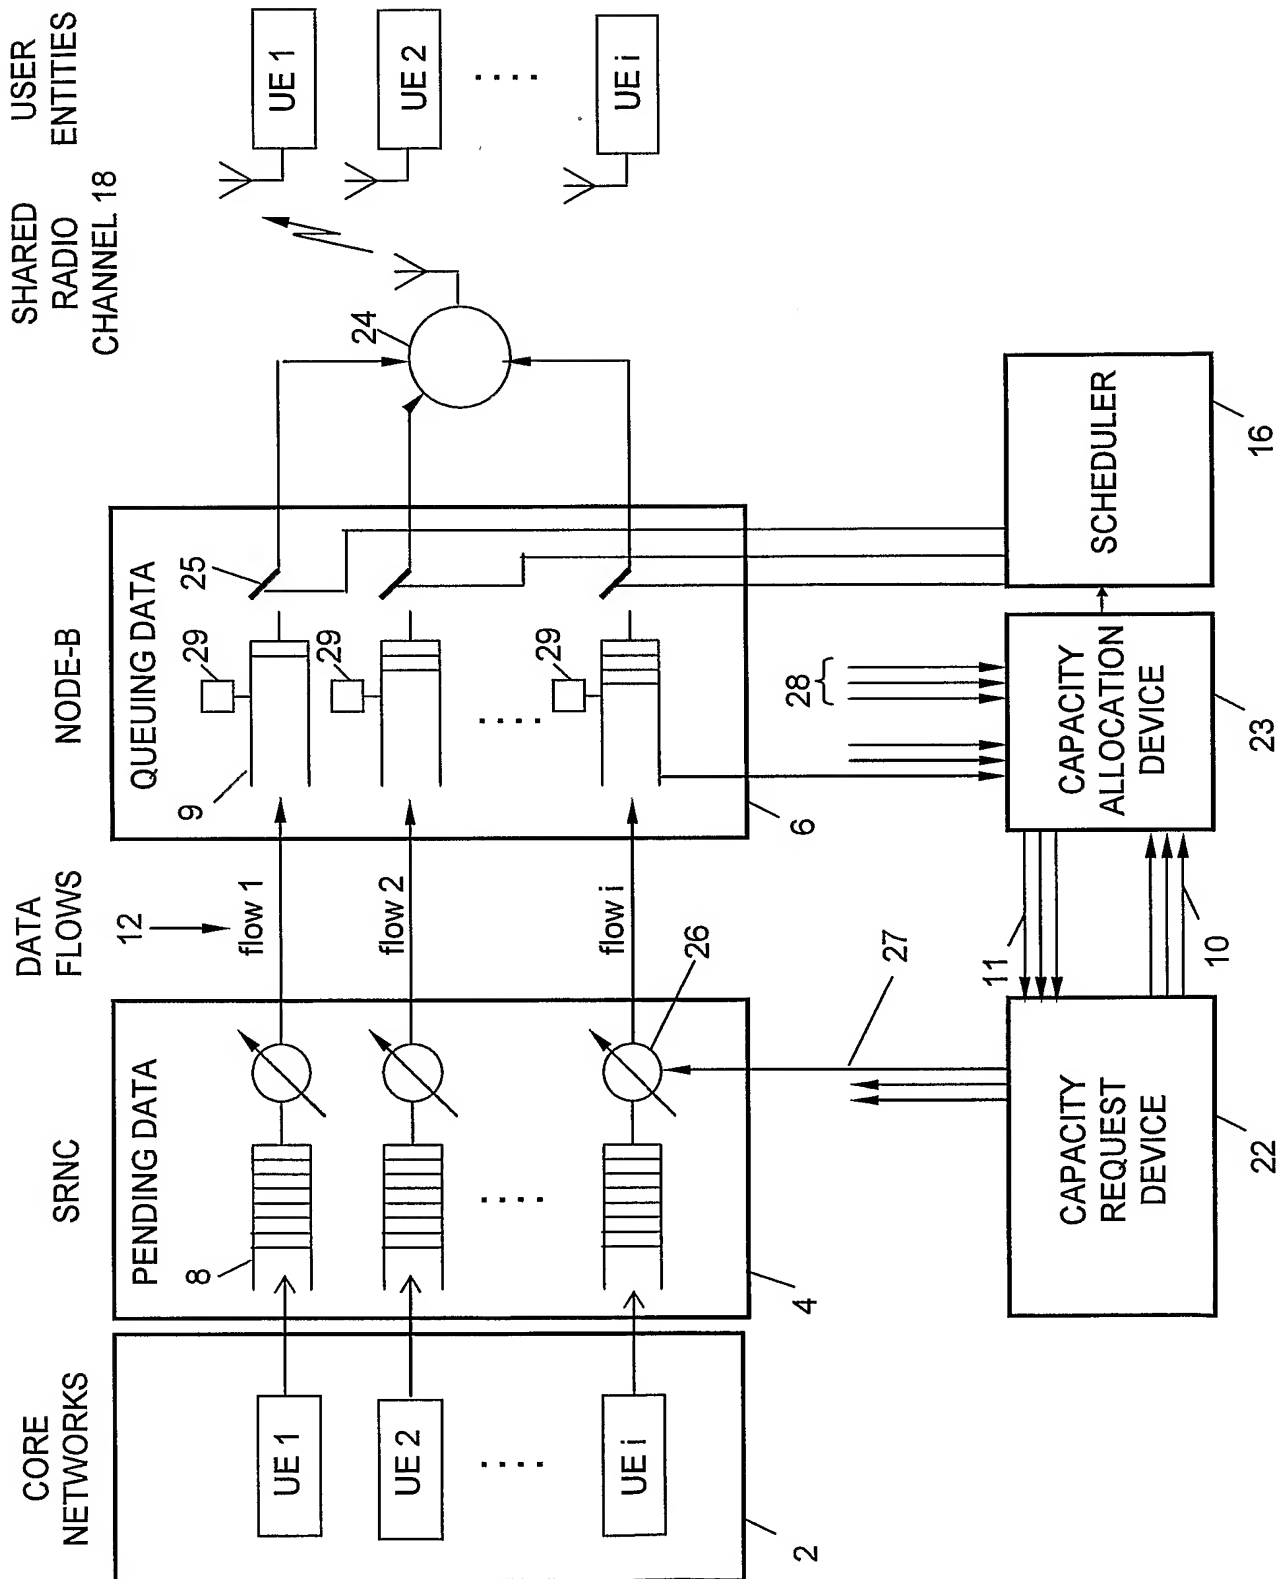 CORE
NETWORKS
SRNC
DATA
FLOWS
NODE-B
SHARED
RADIO
CHANNEL 18
USER
ENTITIES
PENDING DATA
QUEUING DATA
UE 1
UE 2
....
UE i
2
8
....
4
26
12
flow 1
flow 2
flow i
9
29
29
....
29
25
6
24
UE 1
UE 2
....
UE i
27
28
CAPACITY
REQUEST
DEVICE
22
11
10
CAPACITY
ALLOCATION
DEVICE
23
SCHEDULER
16